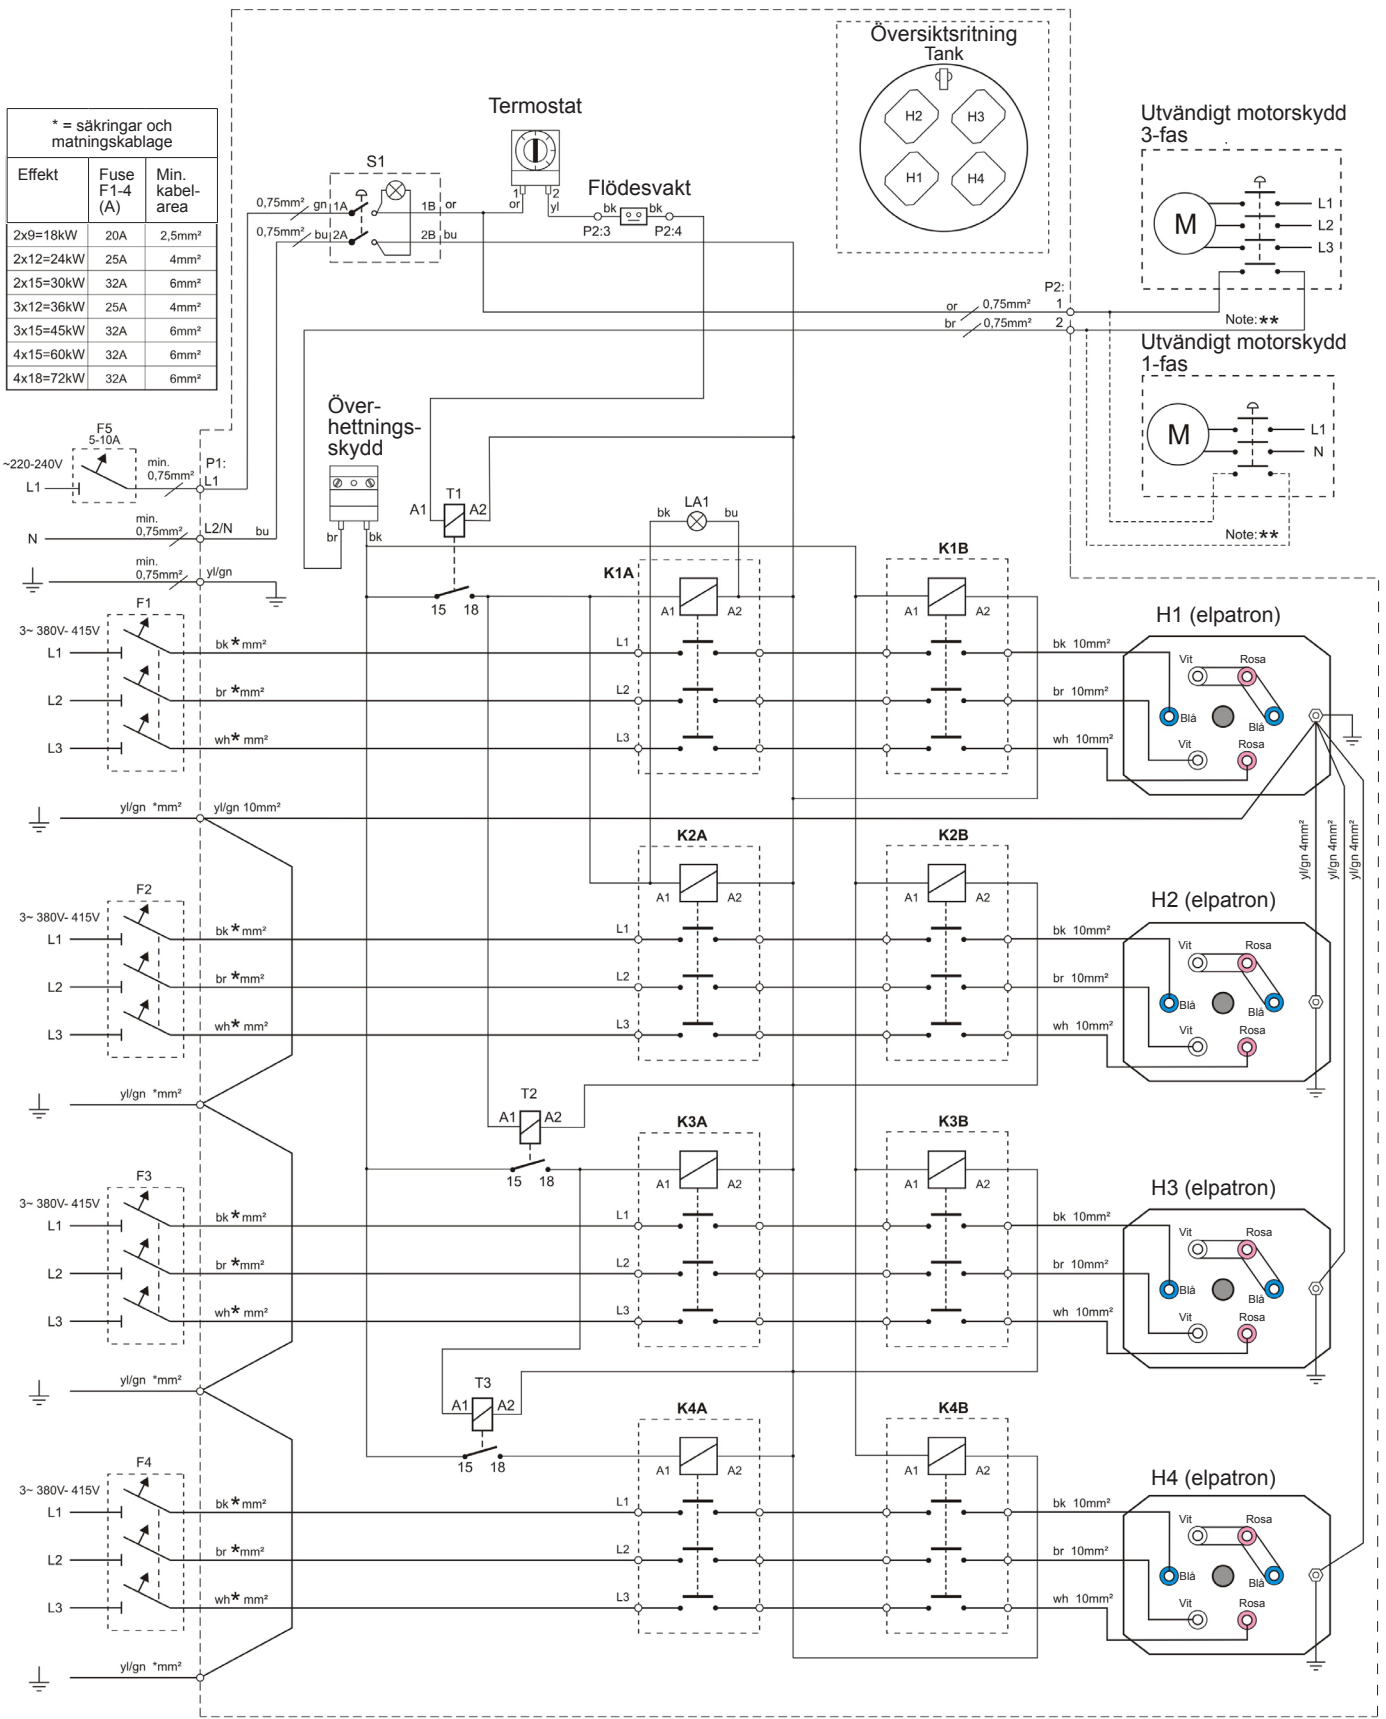 Översiktsritning
Tank
H2
H3
H1
H4
* = säkringar och
matningskablage
Effekt
Fuse
F1-4
(A)
Min.
kabel-
area
2x9=18kW 20A 2,5mm²
2x12=24kW 25A 4mm²
2x15=30kW 32A 6mm²
3x12=36kW 25A 4mm²
3x15=45kW 32A 6mm²
4x15=60kW 32A 6mm²
4x18=72kW 32A 6mm²
Termostat
1 2
or yl
S1
0,75mm² gn 1A 1B or
0,75mm² bu 2A 2B bu
Flödesvakt
bk bk
P2:3 P2:4
Utvändigt motorskydd
3-fas
M
L1
L2
L3
P2:
or 0,75mm² 1
br 0,75mm² 2
Note:**
Utvändigt motorskydd
1-fas
M
L1
N
Note:**
Över-
hettnings-
skydd
br bk
F5
5-10A
~220-240V
L1
min.
0,75mm²
P1:
L1
N
min.
0,75mm²
L2/N bu
min.
0,75mm²
yl/gn
T1
A1 A2
15 18
LA1
bk bu
K1A
A1 A2
K1B
A1 A2
H1 (elpatron)
F1
3~ 380V- 415V
L1 bk*mm² L1 bk 10mm²
L2 br *mm² L2 br 10mm²
L3 wh* mm² L3 wh 10mm²
Vit Rosa
Blå Blå
Vit Rosa
yl/gn *mm² yl/gn 10mm²
yl/gn 4mm²
yl/gn 4mm²
yl/gn 4mm²
K2A
A1 A2
K2B
A1 A2
H2 (elpatron)
F2
3~ 380V- 415V
L1 bk*mm² L1 bk 10mm²
L2 br *mm² L2 br 10mm²
L3 wh* mm² L3 wh 10mm²
Vit Rosa
Blå Blå
Vit Rosa
yl/gn *mm²
T2
A1 A2
15 18
K3A
A1 A2
K3B
A1 A2
H3 (elpatron)
F3
3~ 380V- 415V
L1 bk*mm² L1 bk 10mm²
L2 br *mm² L2 br 10mm²
L3 wh* mm² L3 wh 10mm²
Vit Rosa
Blå Blå
Vit Rosa
yl/gn *mm²
T3
A1 A2
15 18
K4A
A1 A2
K4B
A1 A2
H4 (elpatron)
F4
3~ 380V- 415V
L1 bk*mm² L1 bk 10mm²
L2 br *mm² L2 br 10mm²
L3 wh* mm² L3 wh 10mm²
Vit Rosa
Blå Blå
Vit Rosa
yl/gn *mm²